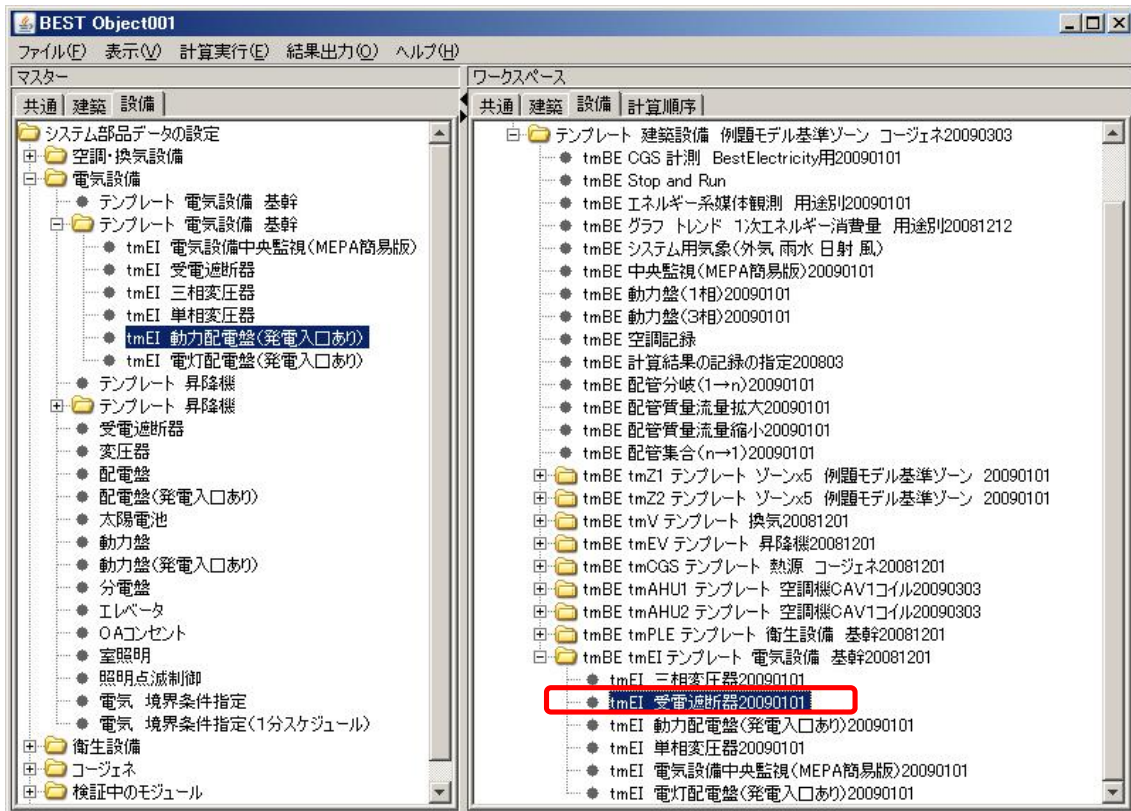 BEST Object001
ファイル(F) 表示(V) 計算実行(E) 結果出力(O) ヘルプ(H)
マスター
共通 建築 設備
システム部品データの設定
空調・換気設備
電気設備
テンプレート 電気設備 基幹
テンプレート 電気設備 基幹
tmEI 電気設備中央監視(MEPA簡易版)
tmEI 受電遮断器
tmEI 三相変圧器
tmEI 単相変圧器
tmEI 動力配電盤(発電入口あり)
tmEI 電灯配電盤(発電入口あり)
テンプレート 昇降機
テンプレート 昇降機
受電遮断器
変圧器
配電盤
配電盤(発電入口あり)
太陽電池
動力盤
動力盤(発電入口あり)
分電盤
エレベータ
OAコンセント
室照明
照明点滅制御
電気 境界条件指定
電気 境界条件指定(1分スケジュール)
衛生設備
コージェネ
検証中のモジュール
ワークスペース
共通 建築 設備 計算順序
テンプレート 建築設備 例題モデル基準ゾーン コージェネ20090303
tmBE CGS 計測 BestElectricity用20090101
tmBE Stop and Run
tmBE エネルギー系媒体観測 用途別20090101
tmBE グラフ トレンド 1次エネルギー消費量 用途別20081212
tmBE システム用気象(外気 雨水 日射 風)
tmBE 中央監視(MEPA簡易版)20090101
tmBE 動力盤(1相)20090101
tmBE 動力盤(3相)20090101
tmBE 空調記録
tmBE 計算結果の記録の指定200803
tmBE 配管分岐(1→n)20090101
tmBE 配管質量流量拡大20090101
tmBE 配管質量流量縮小20090101
tmBE 配管集合(n→1)20090101
tmBE tmZ1 テンプレート ゾーンx5 例題モデル基準ゾーン 20090101
tmBE tmZ2 テンプレート ゾーンx5 例題モデル基準ゾーン 20090101
tmBE tmV テンプレート 換気20081201
tmBE tmEV テンプレート 昇降機20081201
tmBE tmCGS テンプレート 熱源 コージェネ20081201
tmBE tmAHU1 テンプレート 空調機CAV1コイル20090303
tmBE tmAHU2 テンプレート 空調機CAV1コイル20090303
tmBE tmPLE テンプレート 衛生設備 基幹20081201
tmBE tmEI テンプレート 電気設備 基幹20081201
tmEI 三相変圧器20090101
tmEI 受電遮断器20090101
tmEI 動力配電盤(発電入口あり)20090101
tmEI 単相変圧器20090101
tmEI 電気設備中央監視(MEPA簡易版)20090101
tmEI 電灯配電盤(発電入口あり)20090101